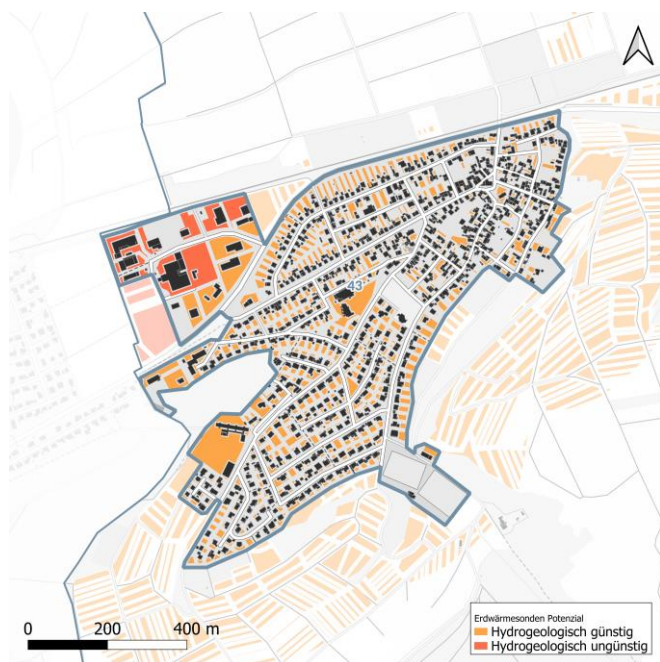 43
0 200 400 m
Erdwärmesonden Potenzial
Hydrogeologisch günstig
Hydrogeologisch ungünstig